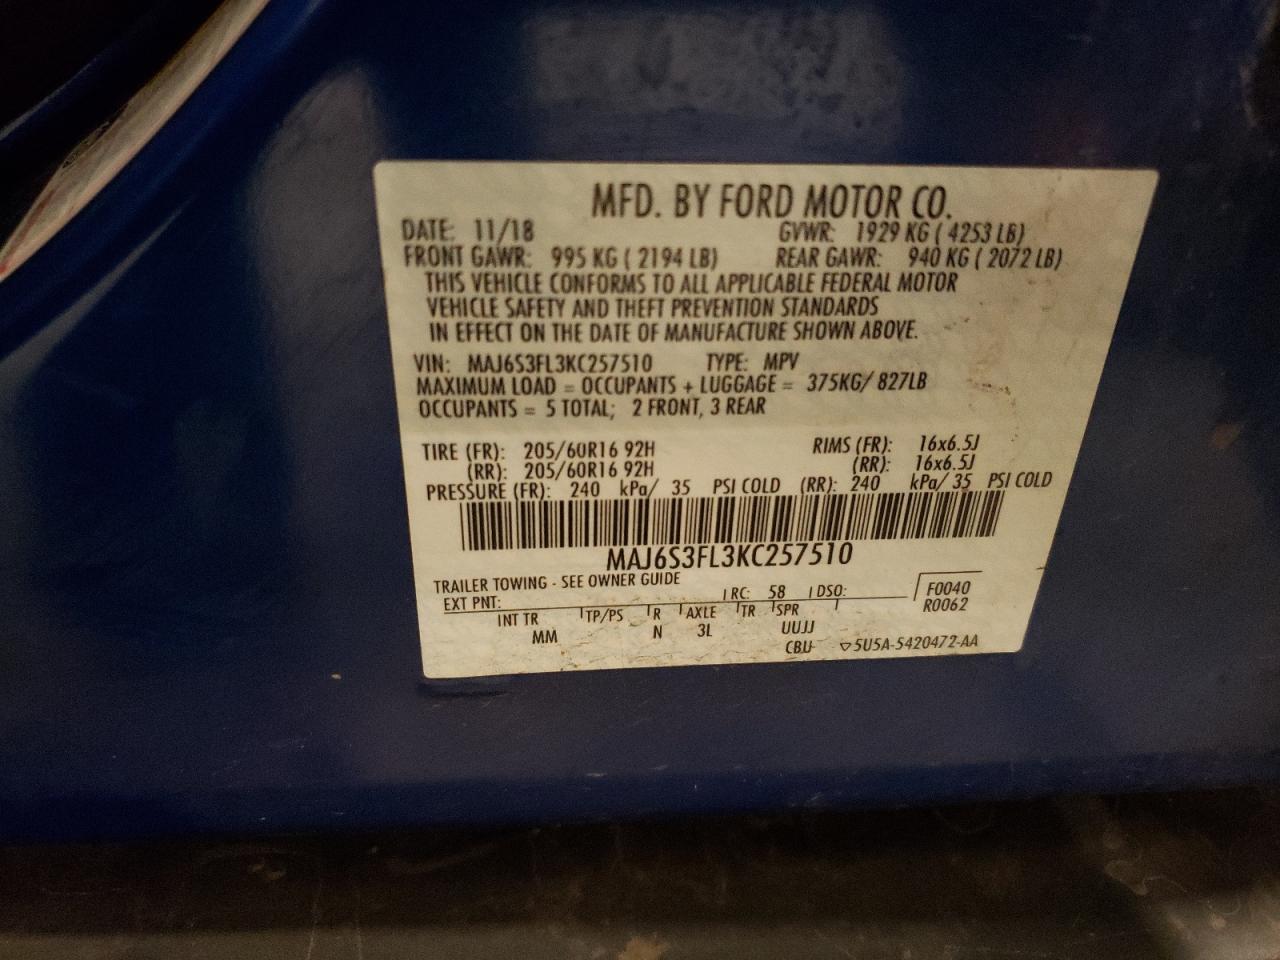 MFD. BY FORD MOTOR CO.
DATE: 11/18 GVWR: 1929 KG ( 4253 LB)
FRONT GAWR: 995 KG ( 2194 LB) REAR GAWR: 940 KG ( 2072 LB)
THIS VEHICLE CONFORMS TO ALL APPLICABLE FEDERAL MOTOR
VEHICLE SAFETY AND THEFT PREVENTION STANDARDS
IN EFFECT ON THE DATE OF MANUFACTURE SHOWN ABOVE.
VIN: MAJ6S3FL3KC257510 TYPE: MPV
MAXIMUM LOAD = OCCUPANTS + LUGGAGE = 375KG/ 827LB
OCCUPANTS = 5 TOTAL; 2 FRONT, 3 REAR
TIRE (FR): 205/60R16 92H RIMS (FR): 16x6.5J
(RR): 205/60R16 92H (RR): 16x6.5J
PRESSURE (FR): 240 kPa/ 35 PSI COLD (RR): 240 kPa/ 35 PSI COLD
MAJ6S3FL3KC257510
TRAILER TOWING - SEE OWNER GUIDE
EXT PNT: RC: 58 DSO: F0040
R0062
INT TR TP/PS R AXLE TR SPR
MM N 3L UUJJ
CBU ▽5U5A-5420472-AA